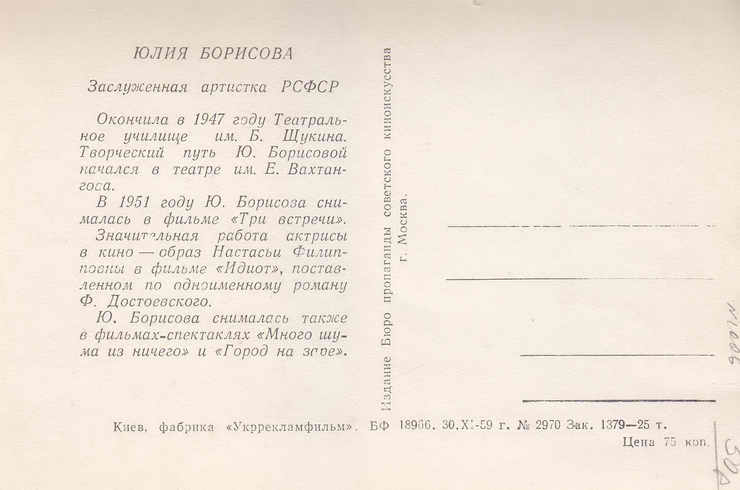 ЮЛИЯ БОРИСОВА
Заслуженная артистка РСФСР
Окончила в 1947 году Театраль-
ное училище им. Б. Щукина.
Творческий путь Ю. Борисовой
начался в театре им. Е. Вахтан-
госа.
В 1951 году Ю. Борисова сни-
малась в фильме «Три встречи».
Значительная работа актрисы
в кино — образ Настасьи Филип-
повны в фильме «Идиот», постав-
ленном по одноименному роману
Ф. Достоевского.
Ю. Борисова снималась также
в фильмах-спектаклях «Много шу-
ма из ничего» и «Город на заре».
Издание Бюро пропаганды советского киноискусства
г. Москва.
Киев, фабрика «Укррекламфильм». БФ 18966. 30.XI-59 г. № 2970 Зак. 1379—25 т.
Цена 75 коп.